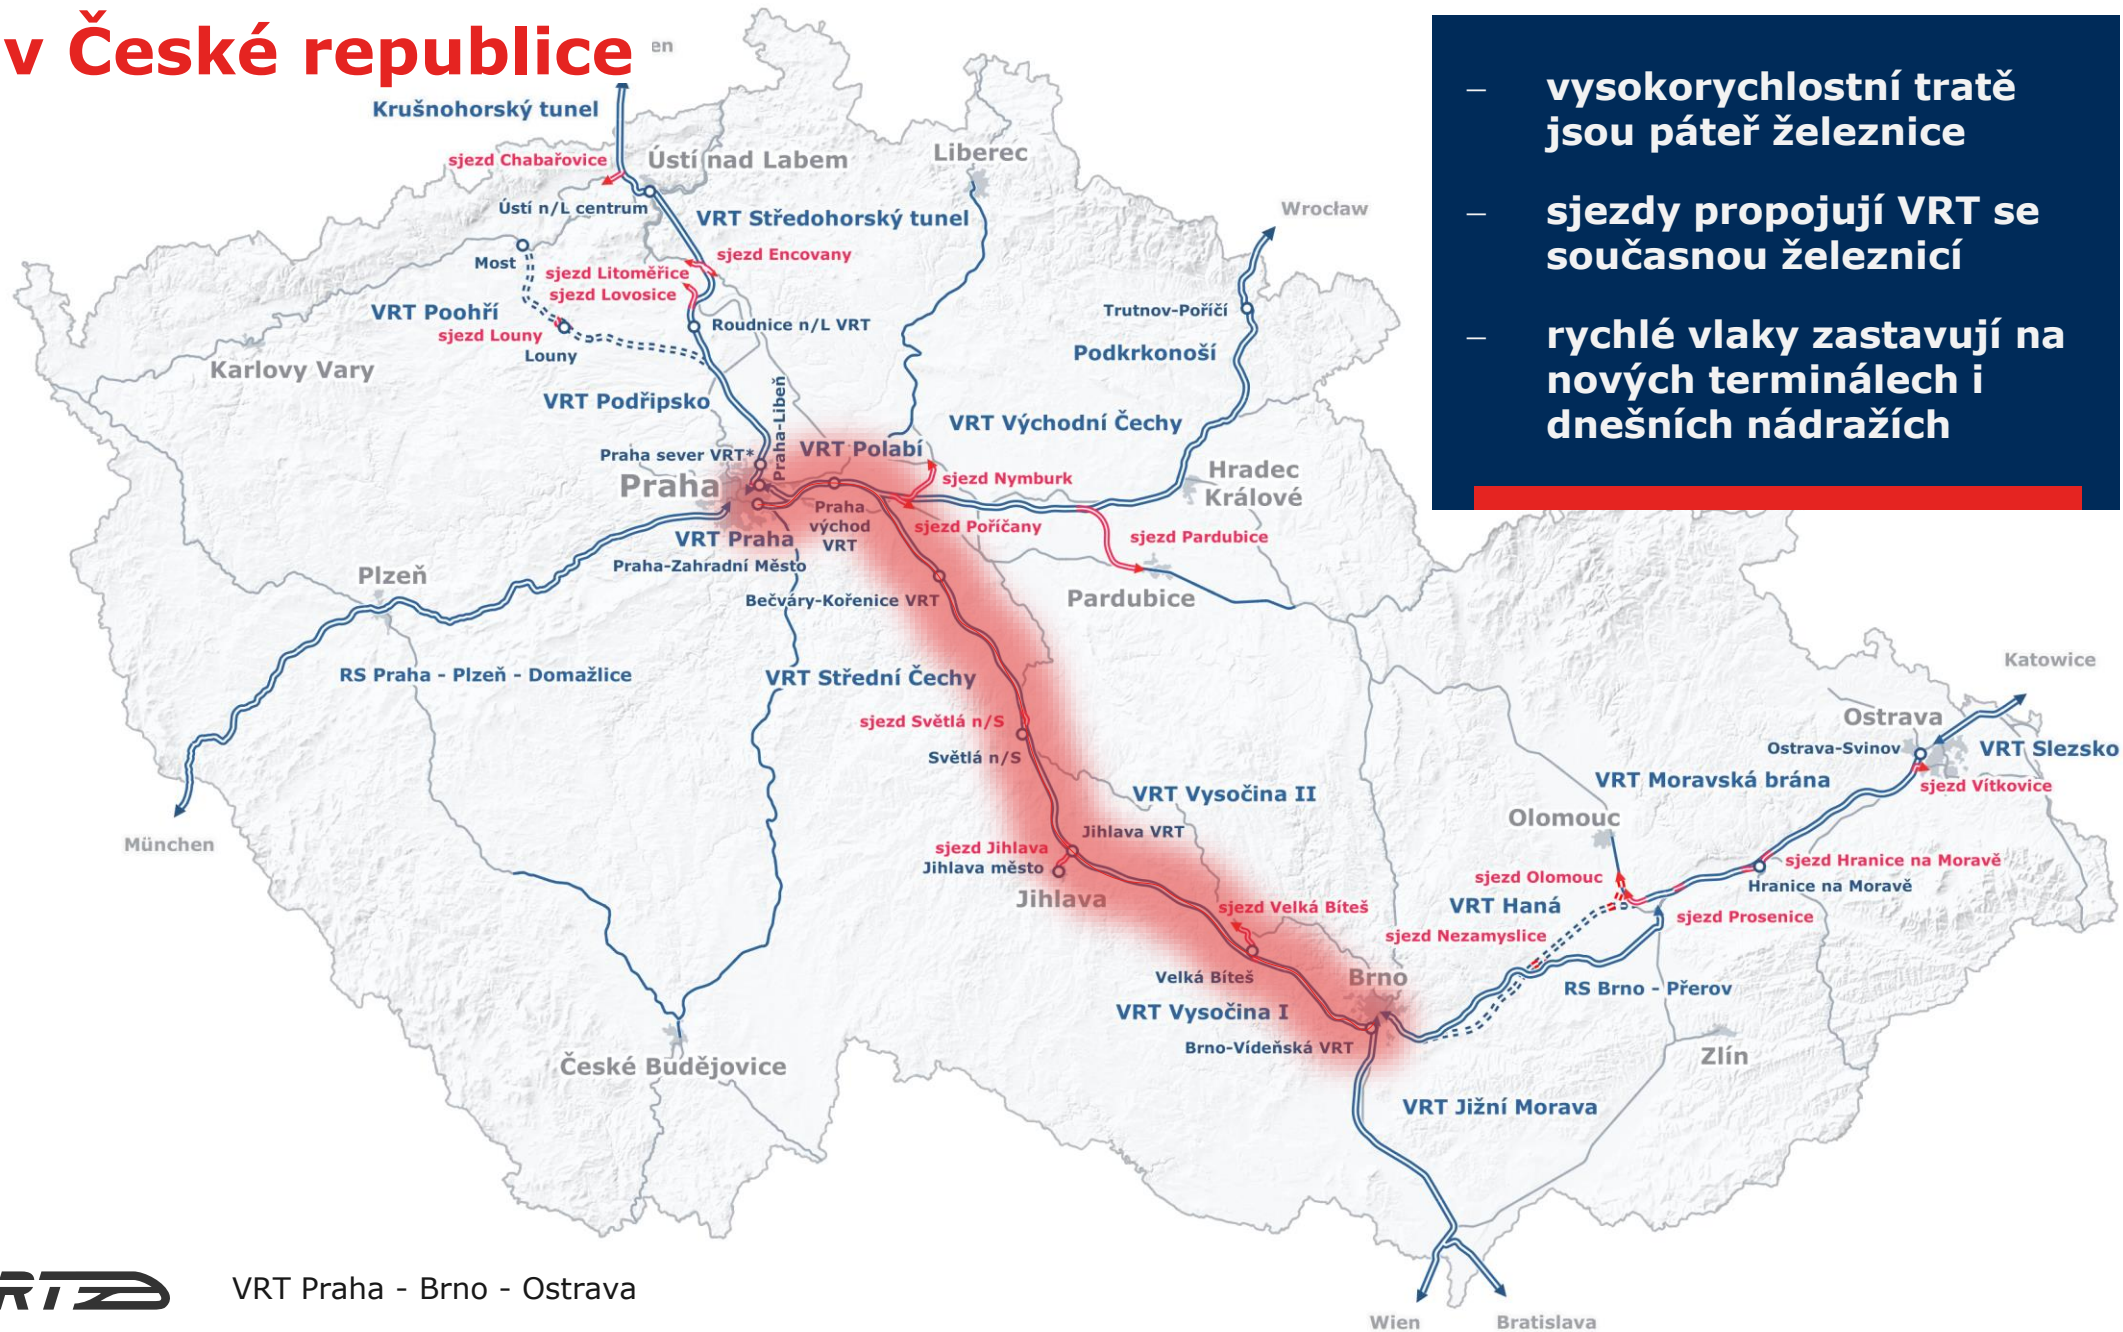 v České republice
en
Krušnohorský tunel
sjezd Chabařovice
Ústí nad Labem
Liberec
Ústí n/L centrum
VRT Středohorský tunel
Wrocław
Most
sjezd Encovany
sjezd Litoměřice
sjezd Lovosice
VRT Poohří
sjezd Louny
Louny
Roudnice n/L VRT
Trutnov-Poříčí
Podkrkonoší
Karlovy Vary
VRT Podřipsko
Praha-Libeň
VRT Východní Čechy
VRT Polabí
Praha sever VRT*
Praha
sjezd Nymburk
Hradec
Králové
Praha
východ
VRT
sjezd Poříčany
sjezd Pardubice
VRT Praha
Praha-Zahradní Město
Plzeň
Bečváry-Kořenice VRT
Pardubice
RS Praha - Plzeň - Domažlice
VRT Střední Čechy
sjezd Světlá n/S
Světlá n/S
Katowice
Ostrava
Ostrava-Svinov
VRT Slezsko
VRT Moravská brána
sjezd Vítkovice
VRT Vysočina II
Olomouc
München
Jihlava VRT
sjezd Jihlava
Jihlava město
Jihlava
sjezd Hranice na Moravě
Hranice na Moravě
sjezd Olomouc
VRT Haná
sjezd Prosenice
sjezd Velká Bíteš
sjezd Nezamyslice
Velká Bíteš
Brno
RS Brno - Přerov
VRT Vysočina I
Brno-Vídeňská VRT
České Budějovice
Zlín
VRT Jižní Morava
Wien
Bratislava
– vysokorychlostní tratě
jsou páteř železnice
– sjezdy propojují VRT se
současnou železnicí
– rychlé vlaky zastavují na
nových terminálech i
dnešních nádražích
RT
VRT Praha - Brno - Ostrava